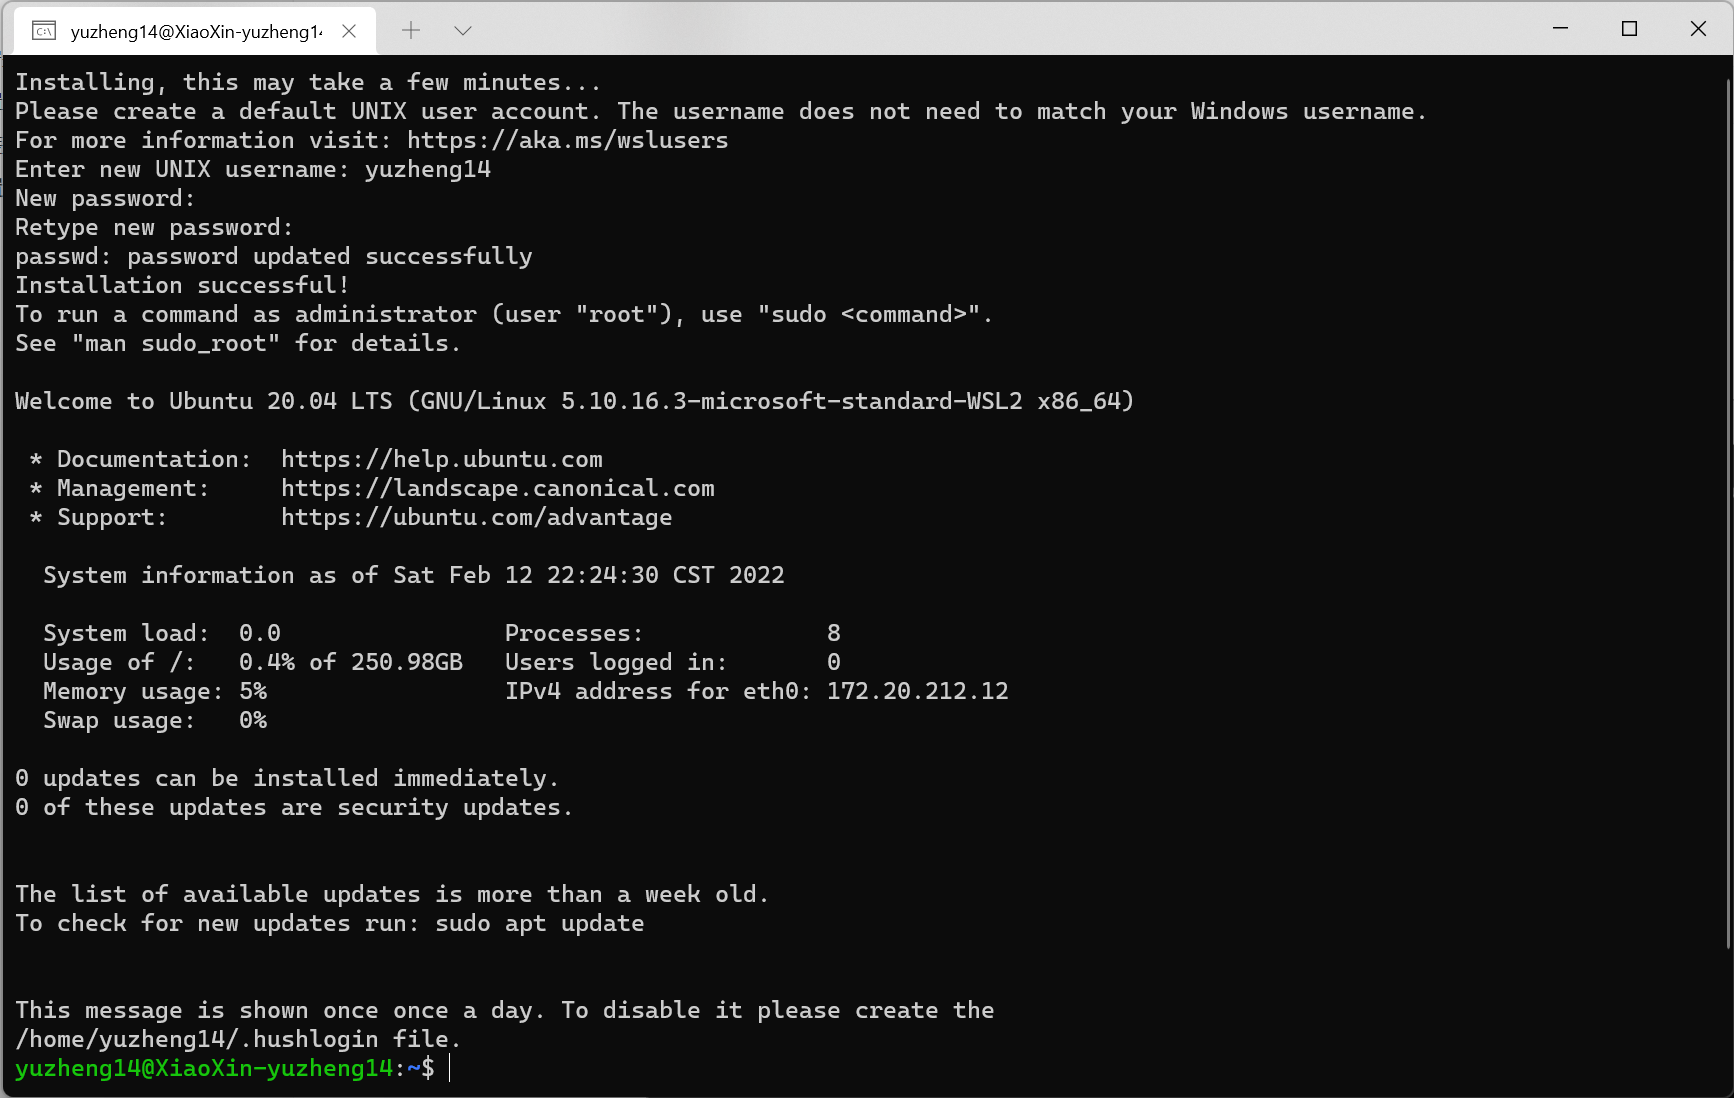 yuzheng14@XiaoXin-yuzheng14
Installing, this may take a few minutes...
Please create a default UNIX user account. The username does not need to match your Windows username.
For more information visit: https://aka.ms/wslusers
Enter new UNIX username: yuzheng14
New password:
Retype new password:
passwd: password updated successfully
Installation successful!
To run a command as administrator (user "root"), use "sudo <command>".
See "man sudo_root" for details.
Welcome to Ubuntu 20.04 LTS (GNU/Linux 5.10.16.3-microsoft-standard-WSL2 x86_64)
* Documentation:  https://help.ubuntu.com
* Management:     https://landscape.canonical.com
* Support:        https://ubuntu.com/advantage
System information as of Sat Feb 12 22:24:30 CST 2022
System load:  0.0                Processes:             8
Usage of /:   0.4% of 250.98GB   Users logged in:       0
Memory usage: 5%                 IPv4 address for eth0: 172.20.212.12
Swap usage:   0%
0 updates can be installed immediately.
0 of these updates are security updates.
The list of available updates is more than a week old.
To check for new updates run: sudo apt update
This message is shown once once a day. To disable it please create the
/home/yuzheng14/.hushlogin file.
yuzheng14@XiaoXin-yuzheng14:~$